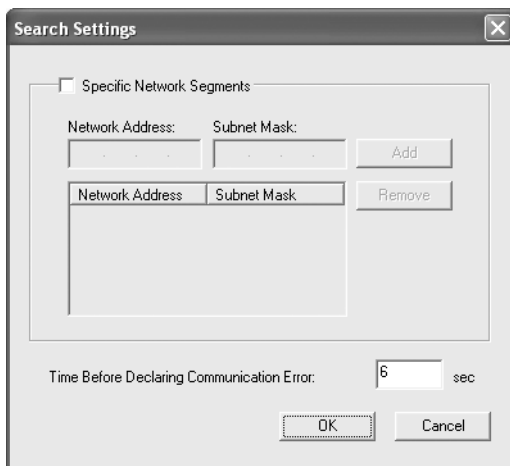 Search Settings
Specific Network Segments
Network Address: Subnet Mask:
. . . . . . Add
Network Address Subnet Mask Remove
Time Before Declaring Communication Error: 6 sec
OK Cancel